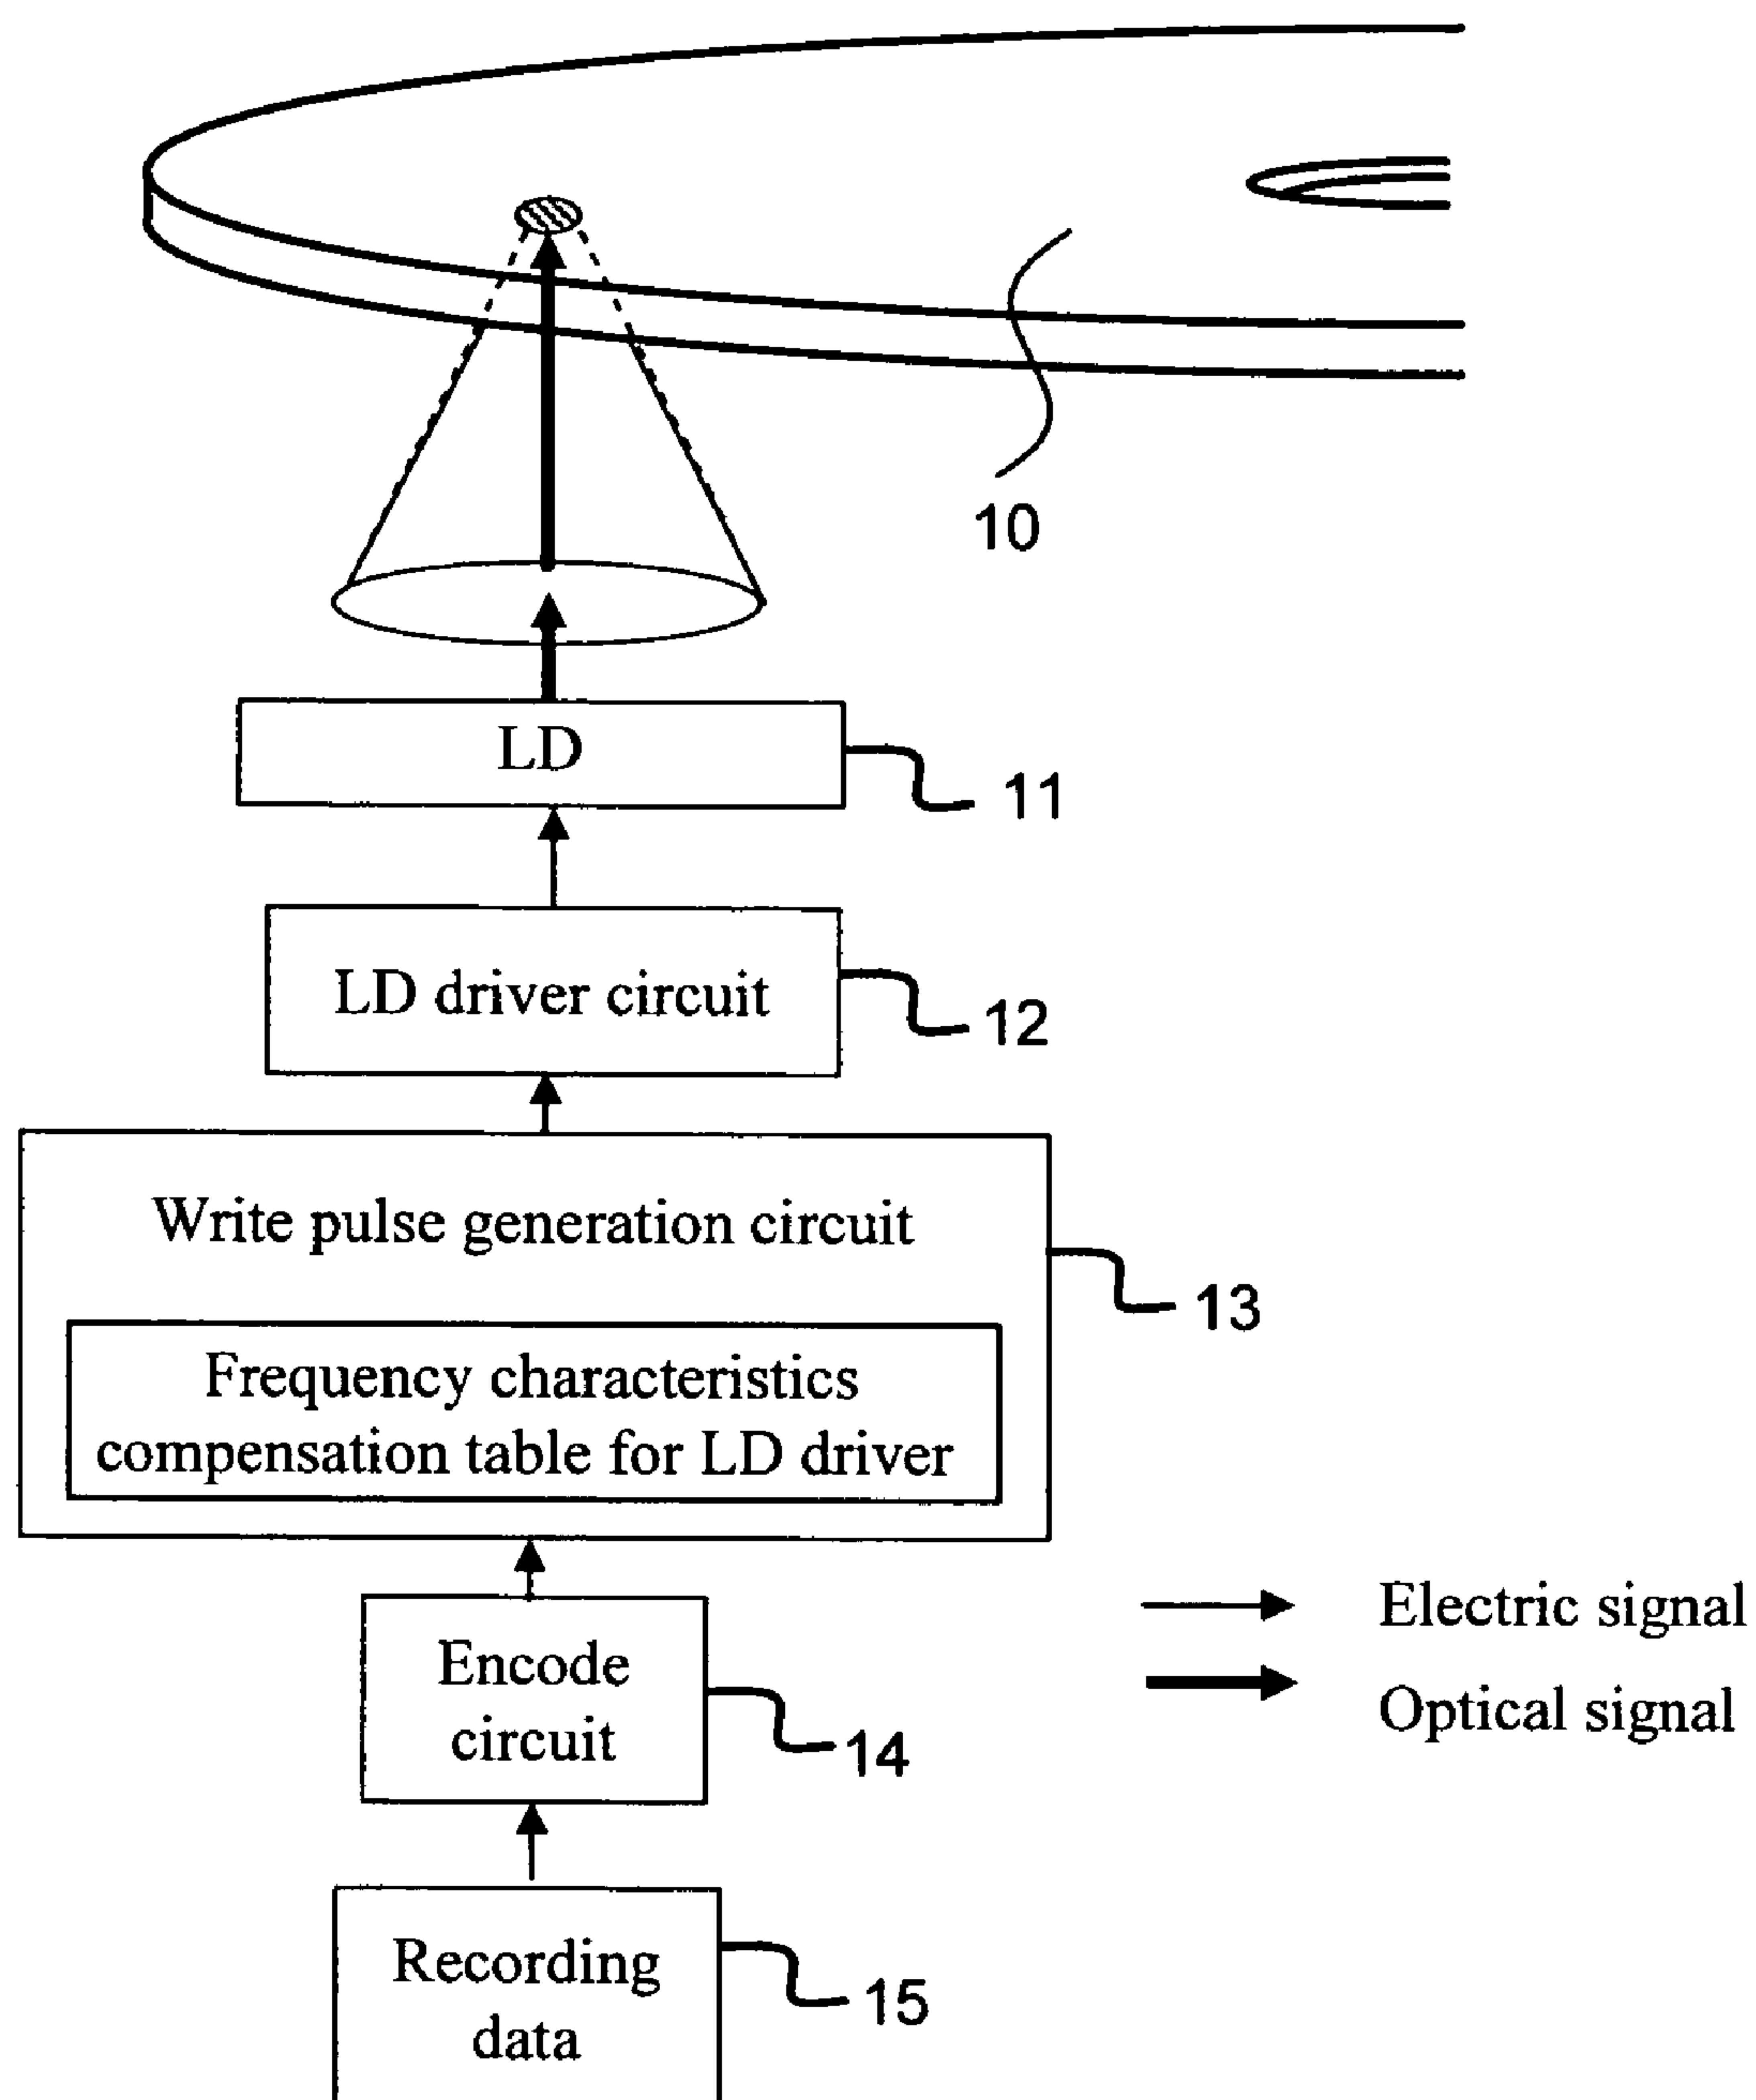 10
LD
11
LD driver circuit
12
Write pulse generation circuit
13
Frequency characteristics
compensation table for LD driver
Electric signal
Encode
circuit
Optical signal
14
Recording
data
15